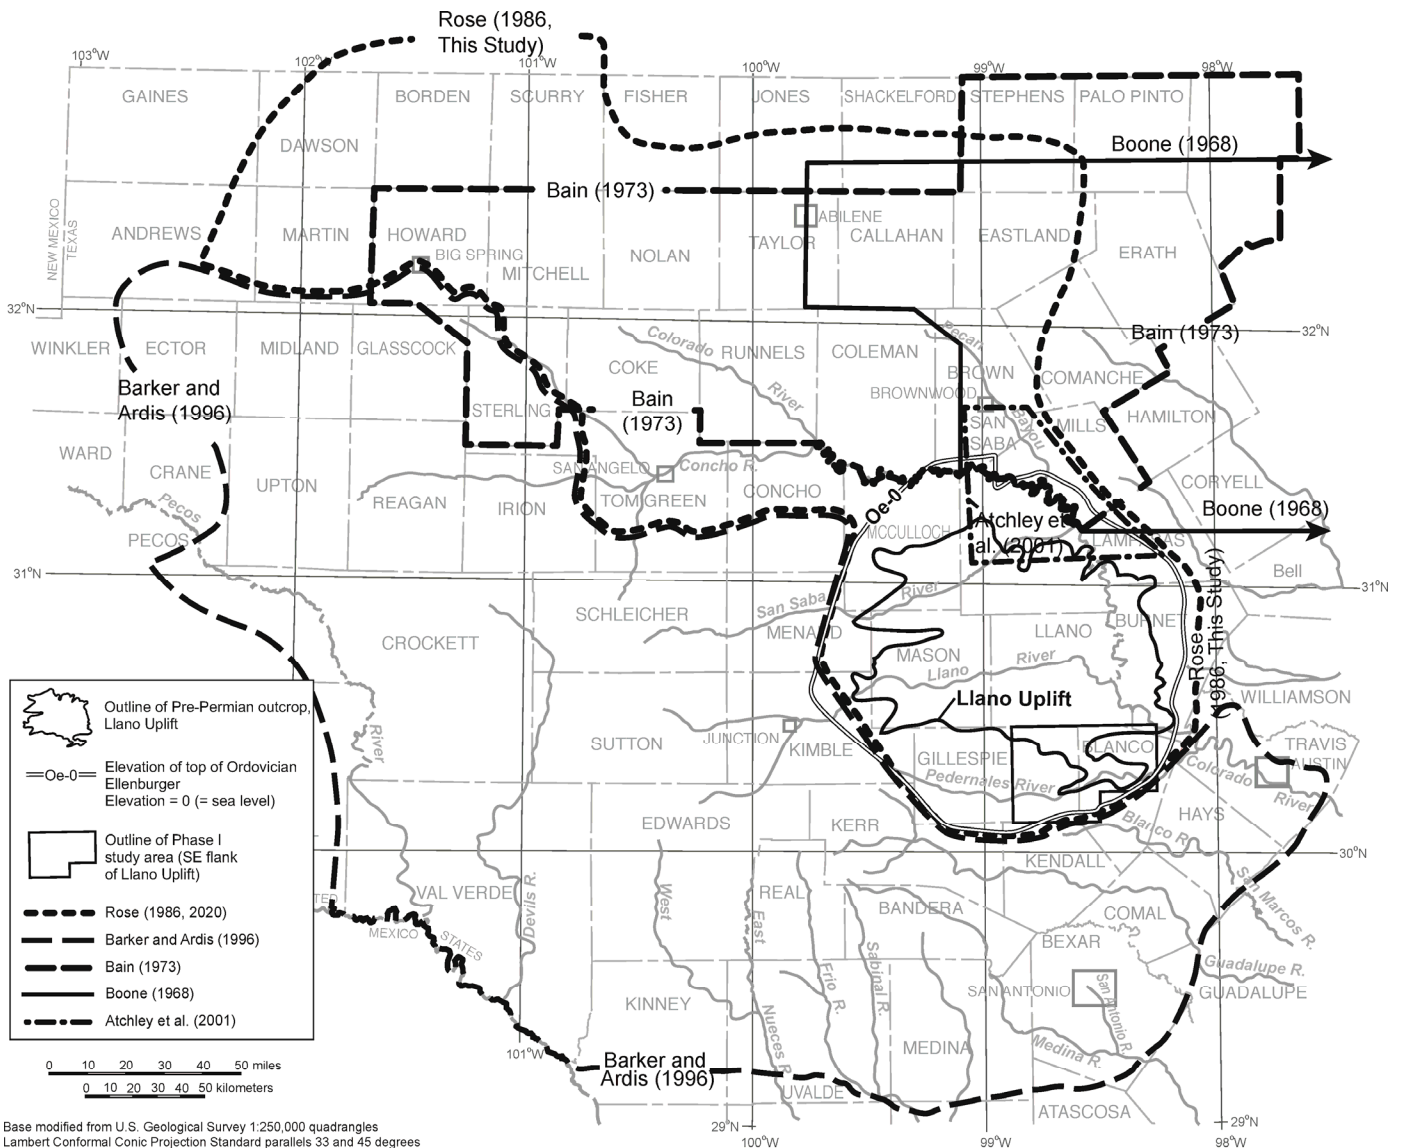 Rose (1986,
This Study)
103°W
102°W
101°W
100°W
99°W
98°W
GAINES
BORDEN
SCURRY
FISHER
JONES
SHACKELFORD
STEPHENS
PALO PINTO
DAWSON
Boone (1968)
Bain (1973)
NEW MEXICO
TEXAS
ANDREWS
MARTIN
HOWARD
BIG SPRING
MITCHELL
NOLAN
ABILENE
TAYLOR
CALLAHAN
EASTLAND
ERATH
32°N
32°N
Bain (1973)
WINKLER
ECTOR
MIDLAND
GLASSCOCK
COKE
Colorado
River
RUNNELS
COLEMAN
Pecan
Bayou
BROWN
BROWNWOOD
COMANCHE
HAMILTON
Barker and
Ardis (1996)
STERLING
Bain
(1973)
SAN
SABA
MILLS
WARD
CRANE
UPTON
REAGAN
IRION
SAN ANGELO
Concho R.
TOM GREEN
CONCHO
CORYELL
Pecos
PECOS
Oe-0
MCCULLOCH
Atchley et
al. (2001)
LAMPASAS
Boone (1968)
Bell
31°N
31°N
SCHLEICHER
CROCKETT
San Saba
River
MENARD
MASON
LLANO
BURNET
Llano
River
Rose
(1986, This Study)
Llano Uplift
WILLIAMSON
River
SUTTON
JUNCTION
KIMBLE
GILLESPIE
BLANCO
Pedernales River
TRAVIS
AUSTIN
Colorado
River
HAYS
Blanco R.
EDWARDS
KERR
KENDALL
30°N
VAL VERDE
Devils R.
West
REAL
East
BANDERA
COMAL
San Marcos R.
MEXICO
STATES
Frio R.
Sabinal R.
BEXAR
Guadalupe R.
GUADALUPE
KINNEY
Nueces R.
SAN ANTONIO
San Antonio R.
MEDINA
Medina R.
101°W
Barker and
Ardis (1996)
UVALDE
ATASCOSA
29°N
29°N
100°W
99°W
98°W
Outline of Pre-Permian outcrop,
Llano Uplift
Oe-0
Elevation of top of Ordovician
Ellenburger
Elevation = 0 (= sea level)
Outline of Phase I
study area (SE flank
of Llano Uplift)
Rose (1986, 2020)
Barker and Ardis (1996)
Bain (1973)
Boone (1968)
Atchley et al. (2001)
0 10 20 30 40 50 miles
0 10 20 30 40 50 kilometers
Base modified from U.S. Geological Survey 1:250,000 quadrangles
Lambert Conformal Conic Projection Standard parallels 33 and 45 degrees